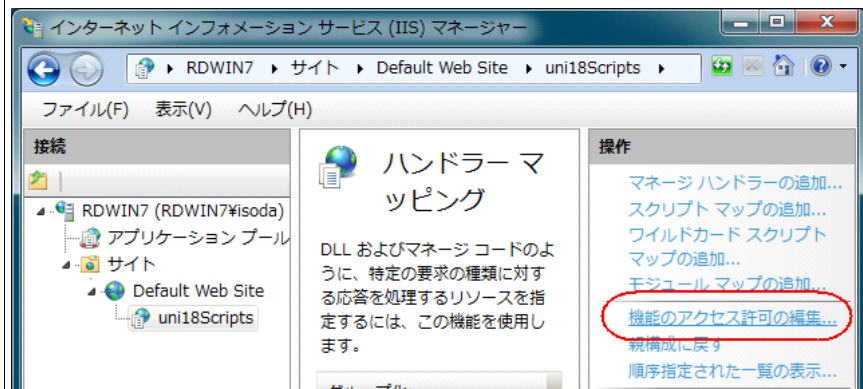 インターネット インフォメーション サービス (IIS) マネージャー
RDWIN7 サイト Default Web Site uni18Scripts
ファイル(F) 表示(V) ヘルプ(H)
接続
RDWIN7 (RDWIN7¥isoda)
アプリケーション プール
サイト
Default Web Site
uni18Scripts
ハンドラー マ
ッピング
DLL およびマネージ コードのよ
うに、特定の要求の種類に対す
る応答を処理するリソースを指
定するには、この機能を使用し
ます。
操作
マネージ ハンドラーの追加...
スクリプト マップの追加...
ワイルドカード スクリプト
マップの追加...
モジュール マップの追加...
機能のアクセス許可の編集...
親構成に戻す
順序指定された一覧の表示...